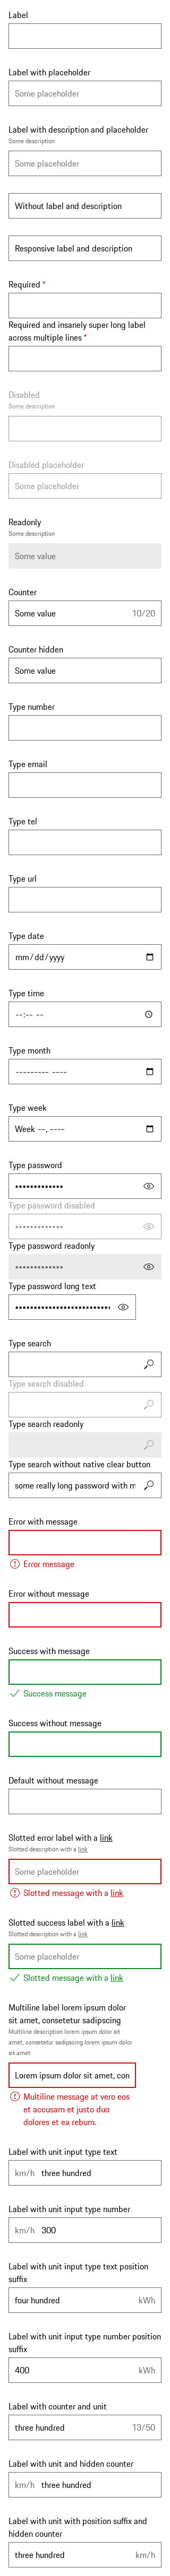 Label
Label with placeholder
Some placeholder
Label with description and placeholder
Some description
Some placeholder
Without label and description
Responsive label and description
Required *
Required and insanely super long label
across multiple lines *
Disabled
Some description
Disabled placeholder
Some placeholder
Readonly
Some description
Some value
Counter
Some value 10/20
Counter hidden
Some value
Type number
Type email
Type tel
Type url
Type date
mm/dd/yyyy
Type time
--:-- --
Type month
--------- ----
Type week
Week --, ----
Type password
•••••••••••••
Type password disabled
•••••••••••••
Type password readonly
•••••••••••••
Type password long text
••••••••••••••••••••••••••
Type search
Type search disabled
Type search readonly
Type search without native clear button
some really long password with m
Error with message
Error message
Error without message
Success with message
Success message
Success without message
Default without message
Slotted error label with a link
Slotted description with a link
Some placeholder
Slotted message with a link
Slotted success label with a link
Slotted description with a link
Some placeholder
Slotted message with a link
Multiline label lorem ipsum dolor
sit amet, consetetur sadipscing
Multiline description lorem ipsum dolor sit
amet, consetetur sadipscing lorem ipsum dolor
sit amet
Lorem ipsum dolor sit amet, con
Multiline message at vero eos
et accusam et justo duo
dolores et ea rebum.
Label with unit input type text
km/h three hundred
Label with unit input type number
km/h 300
Label with unit input type text position
suffix
four hundred kWh
Label with unit input type number position
suffix
400 kWh
Label with counter and unit
three hundred 13/50
Label with unit and hidden counter
km/h three hundred
Label with unit with position suffix and
hidden counter
three hundred km/h